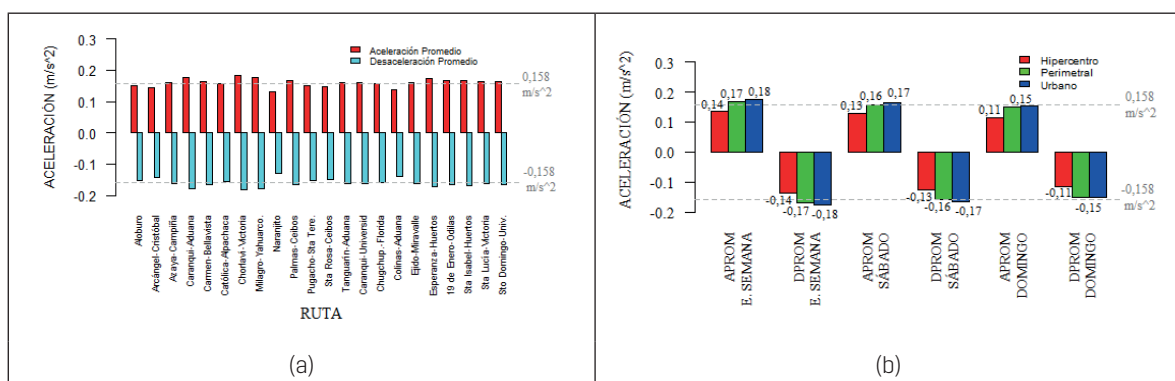 0.3
0.2
0.1
0.0
-0.1
-0.2
ACELERACIÓN (m/s^2)
Aceleración Promedio
Desaceleración Promedio
0,158
m/s^2
-0,158
m/s^2
Aloburo
Arcángel-Cristóbal
Azaya-Campiña
Caranqui-Aduana
Carmen-Bellavista
Católica-Alpachaca
Chorlavi-Victoria
Milagro-Yahuarco.
Naranjito
Palmas-Ceibos
Pugacho-Sta Tere.
Sta Rosa-Ceibos
Tanguarin-Aduana
Caranqui-Universid
Chugchup.-Florida
Colinas-Aduana
Ejido-Miravalle
Esperanza-Huertos
19 de Enero-Odilas
Sta Isabel-Huertos
Sta Lucia-Victoria
Sto Domingo-Univ.
RUTA
(a)
0.3
0.2
0.1
0.0
-0.1
-0.2
ACELERACIÓN (m/s^2)
Hipercentro
Perimetral
Urbano
0,14
0,17
0,18
0,13
0,16
0,17
0,11
0,15
0,158
m/s^2
-0,14
-0,17
-0,18
-0,13
-0,16
-0,17
-0,11
-0,15
-0,158
m/s^2
APROM
E. SEMANA
DPROM
E. SEMANA
APROM
SÁBADO
DPROM
SÁBADO
APROM
DOMINGO
DPROM
DOMINGO
(b)